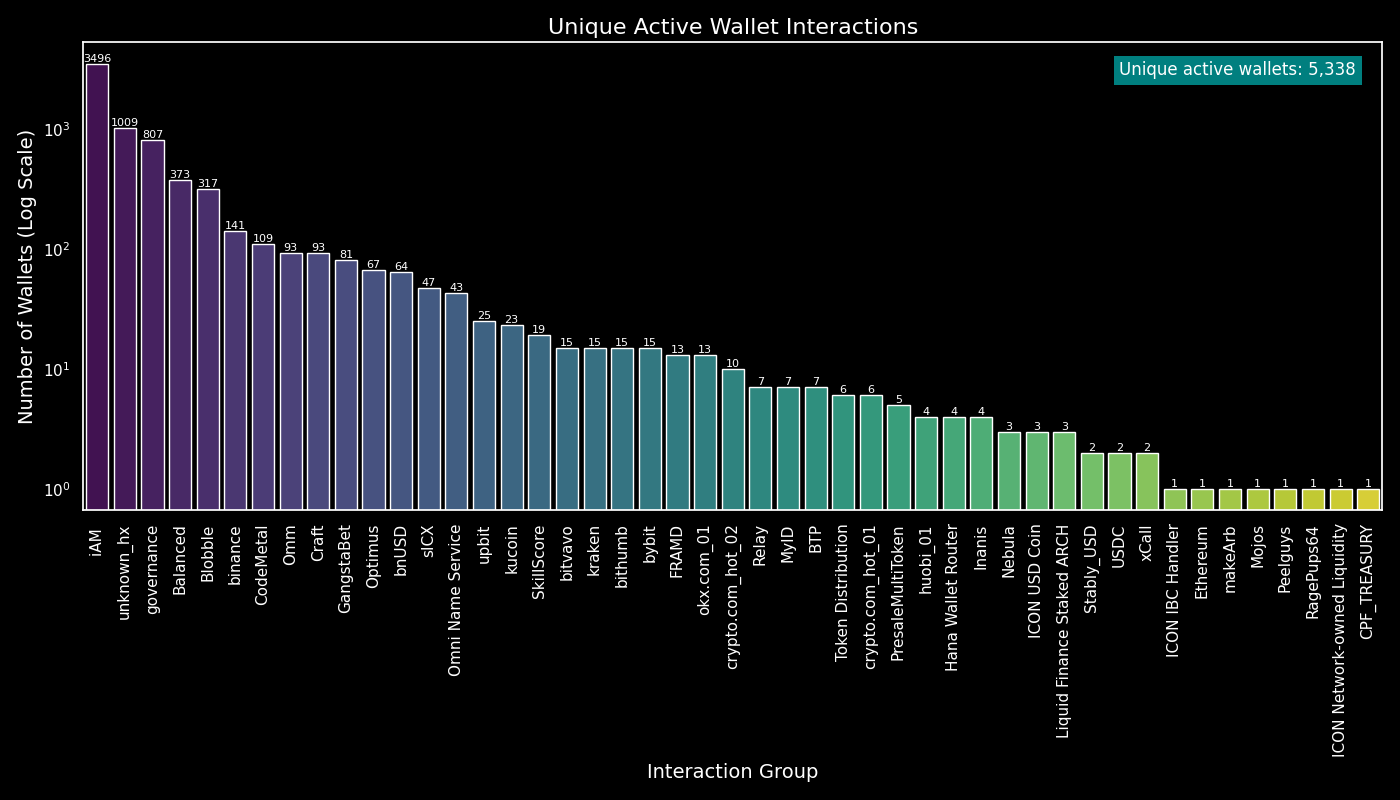 Unique Active Wallet Interactions
Unique active wallets: 5,338
Number of Wallets (Log Scale)
10³
10²
10¹
10⁰
3496
1009
807
373
317
141
109
93
93
81
67
64
47
43
25
23
19
15
15
15
15
13
13
10
7
7
7
6
6
5
4
4
4
3
3
3
2
2
2
1
1
1
1
1
1
1
1
iAM
unknown_hx
governance
Balanced
Blobble
binance
CodeMetal
Omm
Craft
GangstaBet
Optimus
bnUSD
sICX
Omni Name Service
upbit
kucoin
SkillScore
bitvavo
kraken
bithumb
bybit
FRAMD
okx.com_01
crypto.com_hot_02
Relay
MyID
BTP
Token Distribution
crypto.com_hot_01
PresaleMultiToken
huobi_01
Hana Wallet Router
Inanis
Nebula
ICON USD Coin
Liquid Finance Staked ARCH
Stably_USD
USDC
xCall
ICON IBC Handler
Ethereum
makeArb
Mojos
Peelguys
RagePups64
ICON Network-owned Liquidity
CPF_TREASURY
Interaction Group